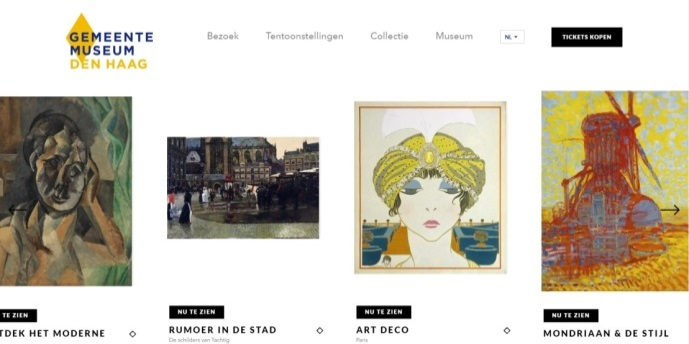 GEMEENTE
MUSEUM
DEN HAAG
Bezoek Tentoonstellingen Collectie Museum NL TICKETS KOPEN
TE ZIEN
TDEK HET MODERNE
NU TE ZIEN
RUMOER IN DE STAD
De schilders van Tachtig
NU TE ZIEN
ART DECO
Paris
NU TE ZIEN
MONDRIAAN & DE STIJL